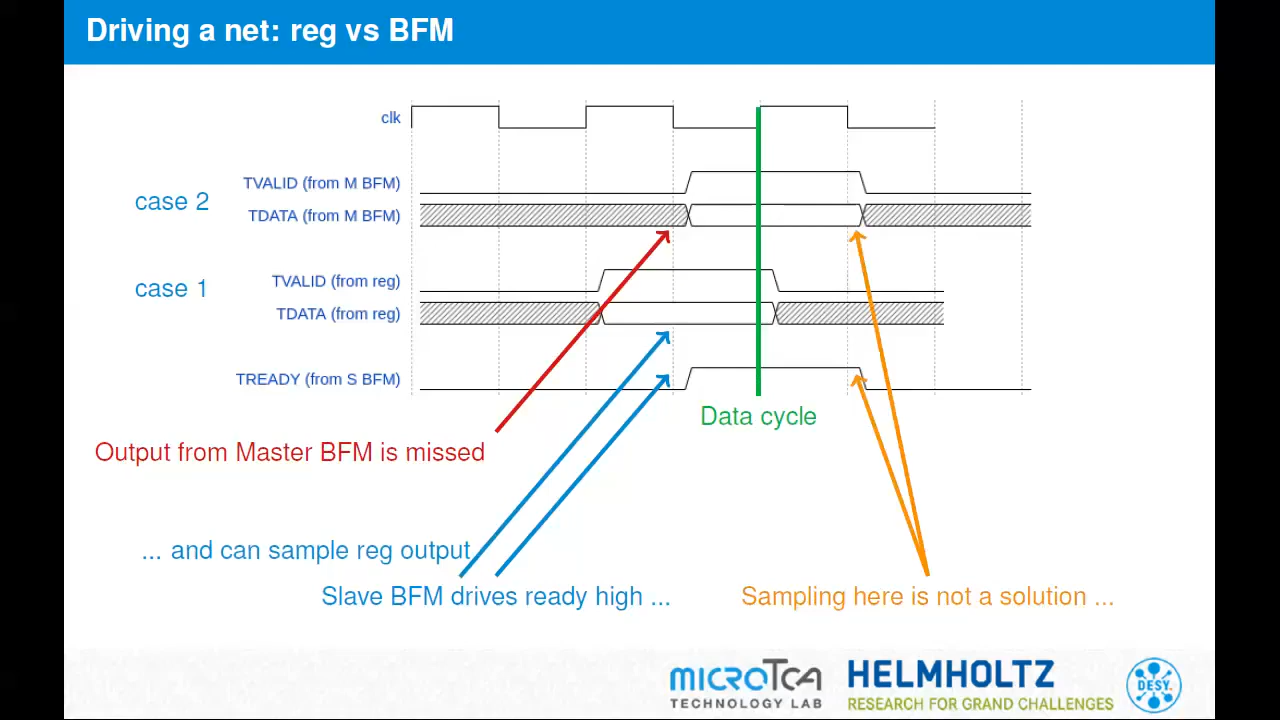 Driving a net: reg vs BFM
clk
case 2
TVALID (from M BFM)
TDATA (from M BFM)
case 1
TVALID (from reg)
TDATA (from reg)
TREADY (from S BFM)
Data cycle
Output from Master BFM is missed
... and can sample reg output
Slave BFM drives ready high ...
Sampling here is not a solution ...
MICROTCA
TECHNOLOGY LAB
HELMHOLTZ
RESEARCH FOR GRAND CHALLENGES
DESY.